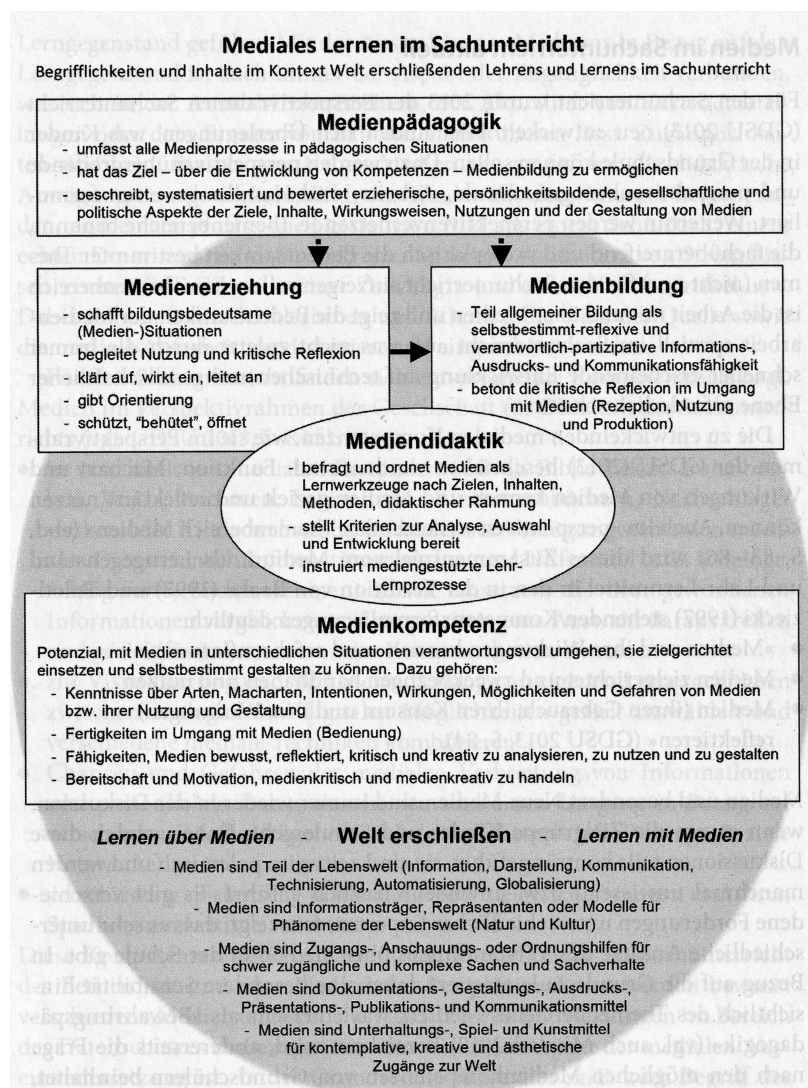 Mediales Lernen im Sachunterricht
Begrifflichkeiten und Inhalte im Kontext Welt erschließenden Lehrens und Lernens im Sachunterricht
Medienpädagogik
- umfasst alle Medienprozesse in pädagogischen Situationen
- hat das Ziel – über die Entwicklung von Kompetenzen – Medienbildung zu ermöglichen
- beschreibt, systematisiert und bewertet erzieherische, persönlichkeitsbildende, gesellschaftliche und
politische Aspekte der Ziele, Inhalte, Wirkungsweisen, Nutzungen und der Gestaltung von Medien
Medienerziehung
- schafft bildungsbedeutsame
(Medien-)Situationen
- begleitet Nutzung und kritische Reflexion
- klärt auf, wirkt ein, leitet an,
gibt Orientierung
- schützt, "behütet", öffnet
Medienbildung
- Teil allgemeiner Bildung als
selbstbestimmt-reflexive und
verantwortlich-partizipative Informations-,
Ausdrucks- und Kommunikationsfähigkeit
- betont die kritische Reflexion im Umgang
mit Medien (Rezeption, Nutzung
und Produktion)
Mediendidaktik
- befragt und ordnet Medien als
Lernwerkzeuge nach Zielen, Inhalten,
Methoden, didaktischer Rahmung
- stellt Kriterien zur Analyse, Auswahl
und Entwicklung bereit
- instruiert mediengestützte Lehr-
Lernprozesse
Medienkompetenz
Potenzial, mit Medien in unterschiedlichen Situationen verantwortungsvoll umgehen, sie zielgerichtet
einsetzen und selbstbestimmt gestalten zu können. Dazu gehören:
- Kenntnisse über Arten, Macharten, Intentionen, Wirkungen, Möglichkeiten und Gefahren von Medien
bzw. ihrer Nutzung und Gestaltung
- Fertigkeiten im Umgang mit Medien (Bedienung)
- Fähigkeiten, Medien bewusst, reflektiert, kritisch und kreativ zu analysieren, zu nutzen und zu gestalten
- Bereitschaft und Motivation, medienkritisch und medienkreativ zu handeln
Lernen über Medien - Welt erschließen - Lernen mit Medien
- Medien sind Teil der Lebenswelt (Information, Darstellung, Kommunikation,
Technisierung, Automatisierung, Globalisierung)
- Medien sind Informationsträger, Repräsentanten oder Modelle für
Phänomene der Lebenswelt (Natur und Kultur)
- Medien sind Zugangs-, Anschauungs- oder Ordnungshilfen für
schwer zugängliche und komplexe Sachen und Sachverhalte
- Medien sind Dokumentations-, Gestaltungs-, Ausdrucks-,
Präsentations-, Publikations- und Kommunikationsmittel
- Medien sind Unterhaltungs-, Spiel- und Kunstmittel
für kontemplative, kreative und ästhetische
Zugänge zur Welt